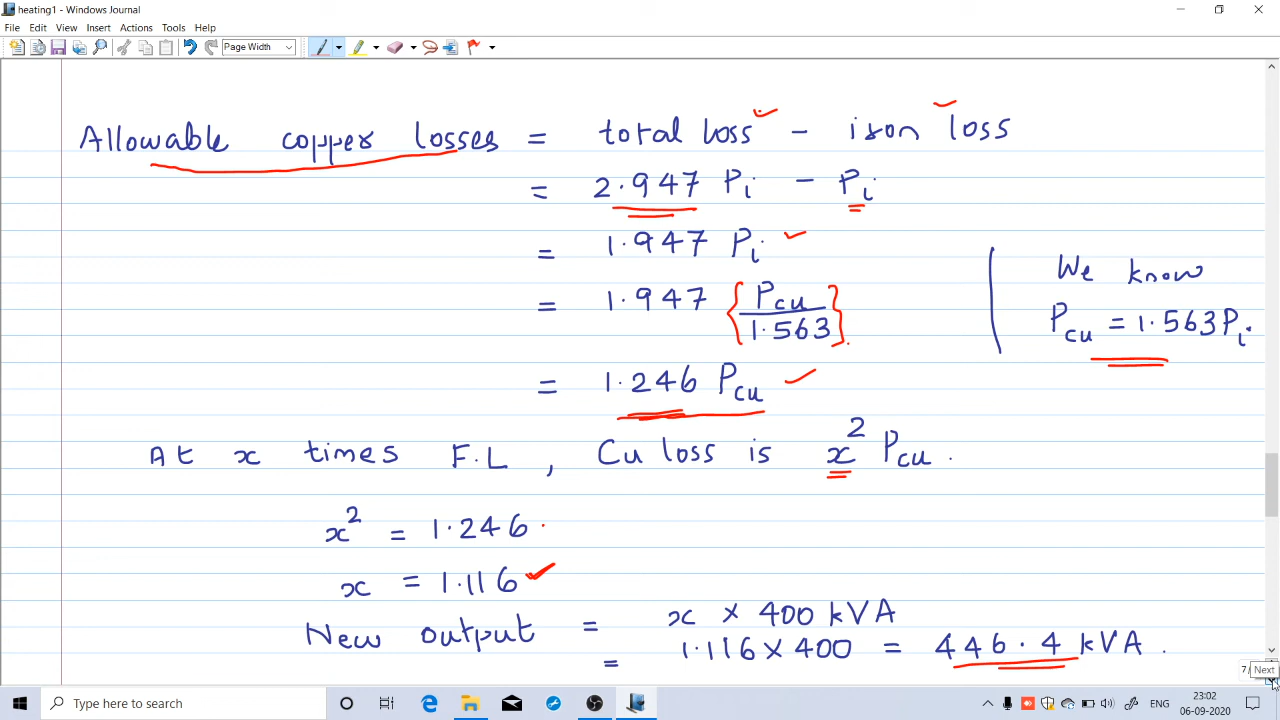 heating1 - Windows Journal
File Edit View Insert Actions Tools Help
Page Width
Allowable copper losses = total loss - iron loss
= 2.947 Pi - Pi
= 1.947 Pi
= 1.947 { Pcu / 1.563 }
We know
Pcu = 1.563 Pi
= 1.246 Pcu
At x times F.L, Cu loss is x² Pcu.
x² = 1.246
x = 1.116
New output = x × 400 kVA
= 1.116 × 400 = 446.4 kVA.
7/
Next
Type here to search
ENG
23:02
06-09-2020